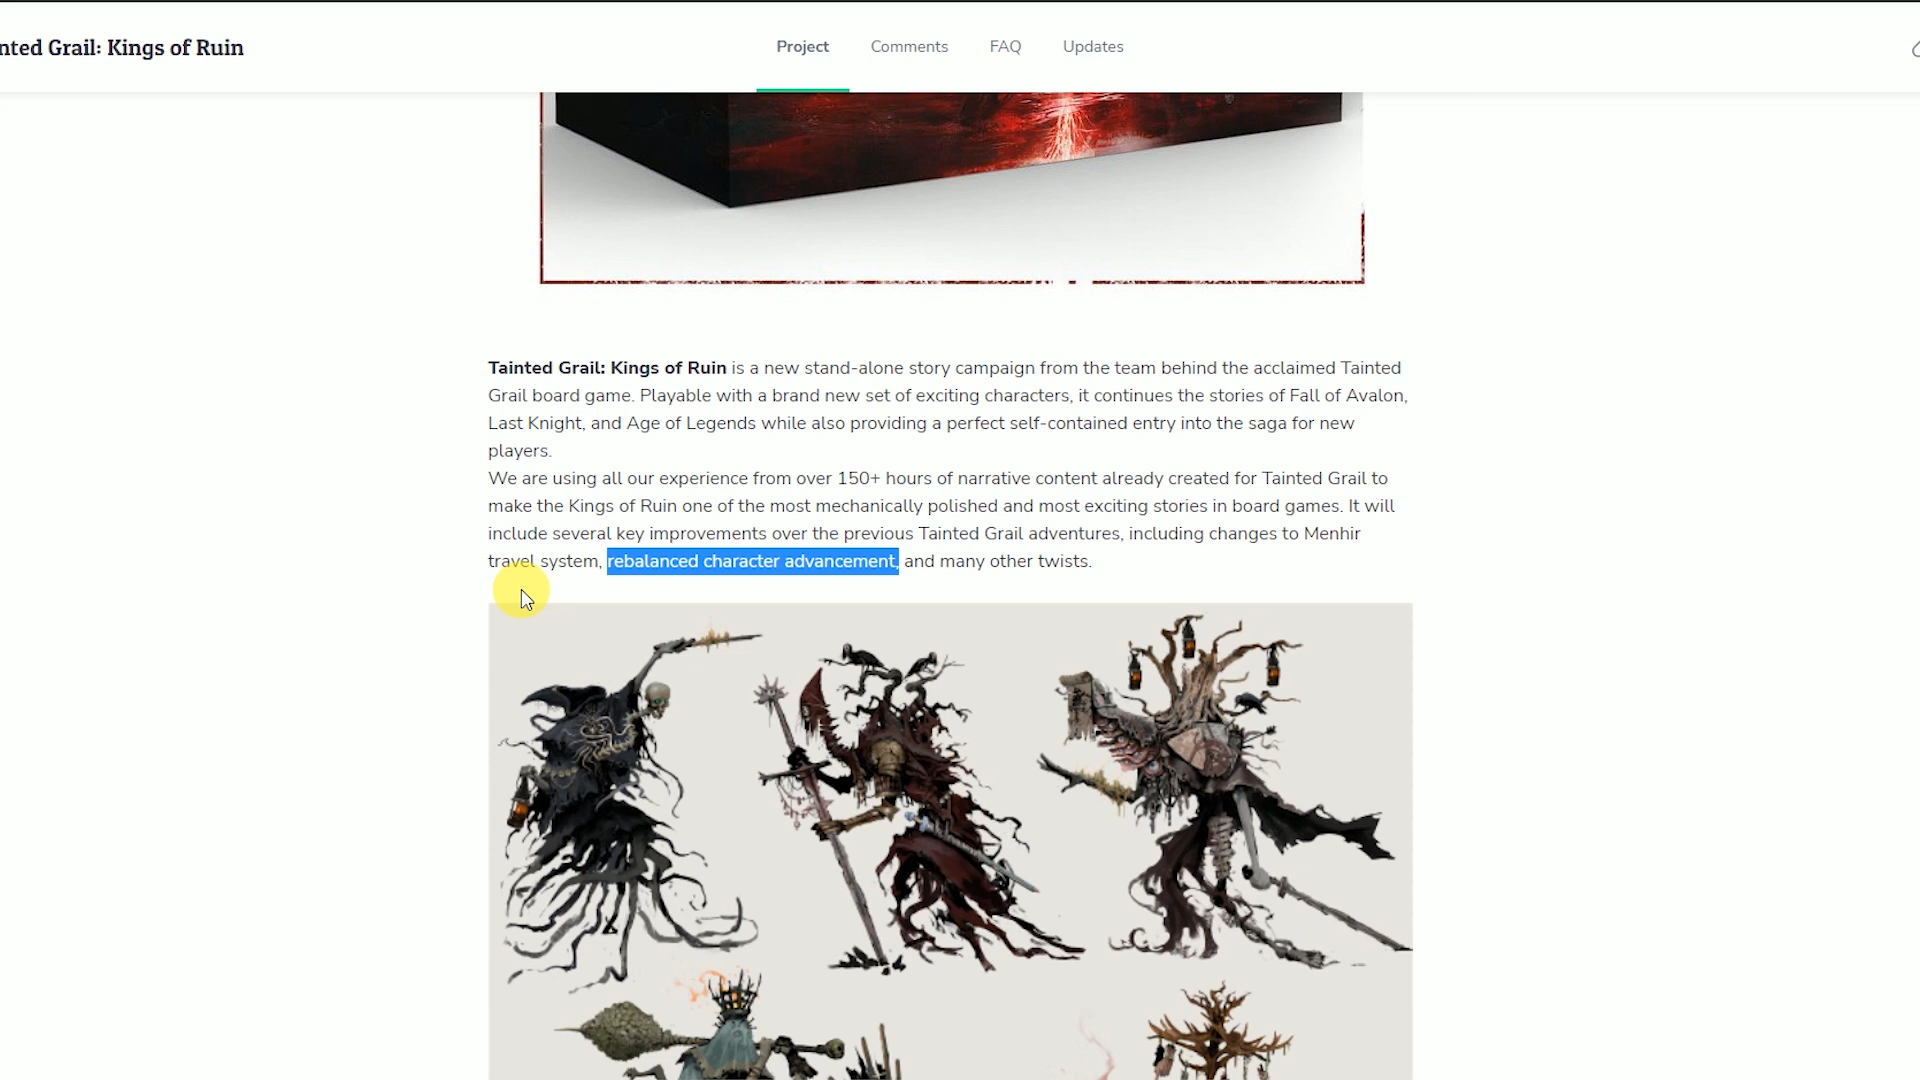 nted Grail: Kings of Ruin
Project
Comments
FAQ
Updates
Tainted Grail: Kings of Ruin is a new stand-alone story campaign from the team behind the acclaimed Tainted
Grail board game. Playable with a brand new set of exciting characters, it continues the stories of Fall of Avalon,
Last Knight, and Age of Legends while also providing a perfect self-contained entry into the saga for new
players.
We are using all our experience from over 150+ hours of narrative content already created for Tainted Grail to
make the Kings of Ruin one of the most mechanically polished and most exciting stories in board games. It will
include several key improvements over the previous Tainted Grail adventures, including changes to Menhir
travel system, rebalanced character advancement, and many other twists.